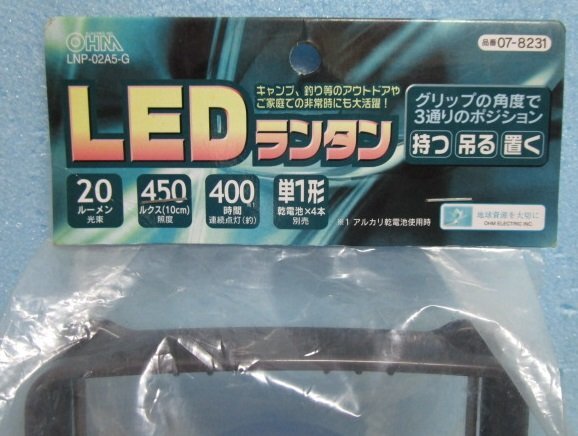 OHM
LNP-02A5-G
品番 07-8231
キャンプ、釣り等のアウトドアや
ご家庭での非常時にも大活躍！
LEDランタン
グリップの角度で
3通りのポジション
持つ 吊る 置く
20
ルーメン
光束
450
ルクス(10cm)
照度
400
時間
連続点灯(約)
※1
単1形
乾電池×4本
別売
※1 アルカリ乾電池使用時
地球資源を大切に
OHM ELECTRIC INC.